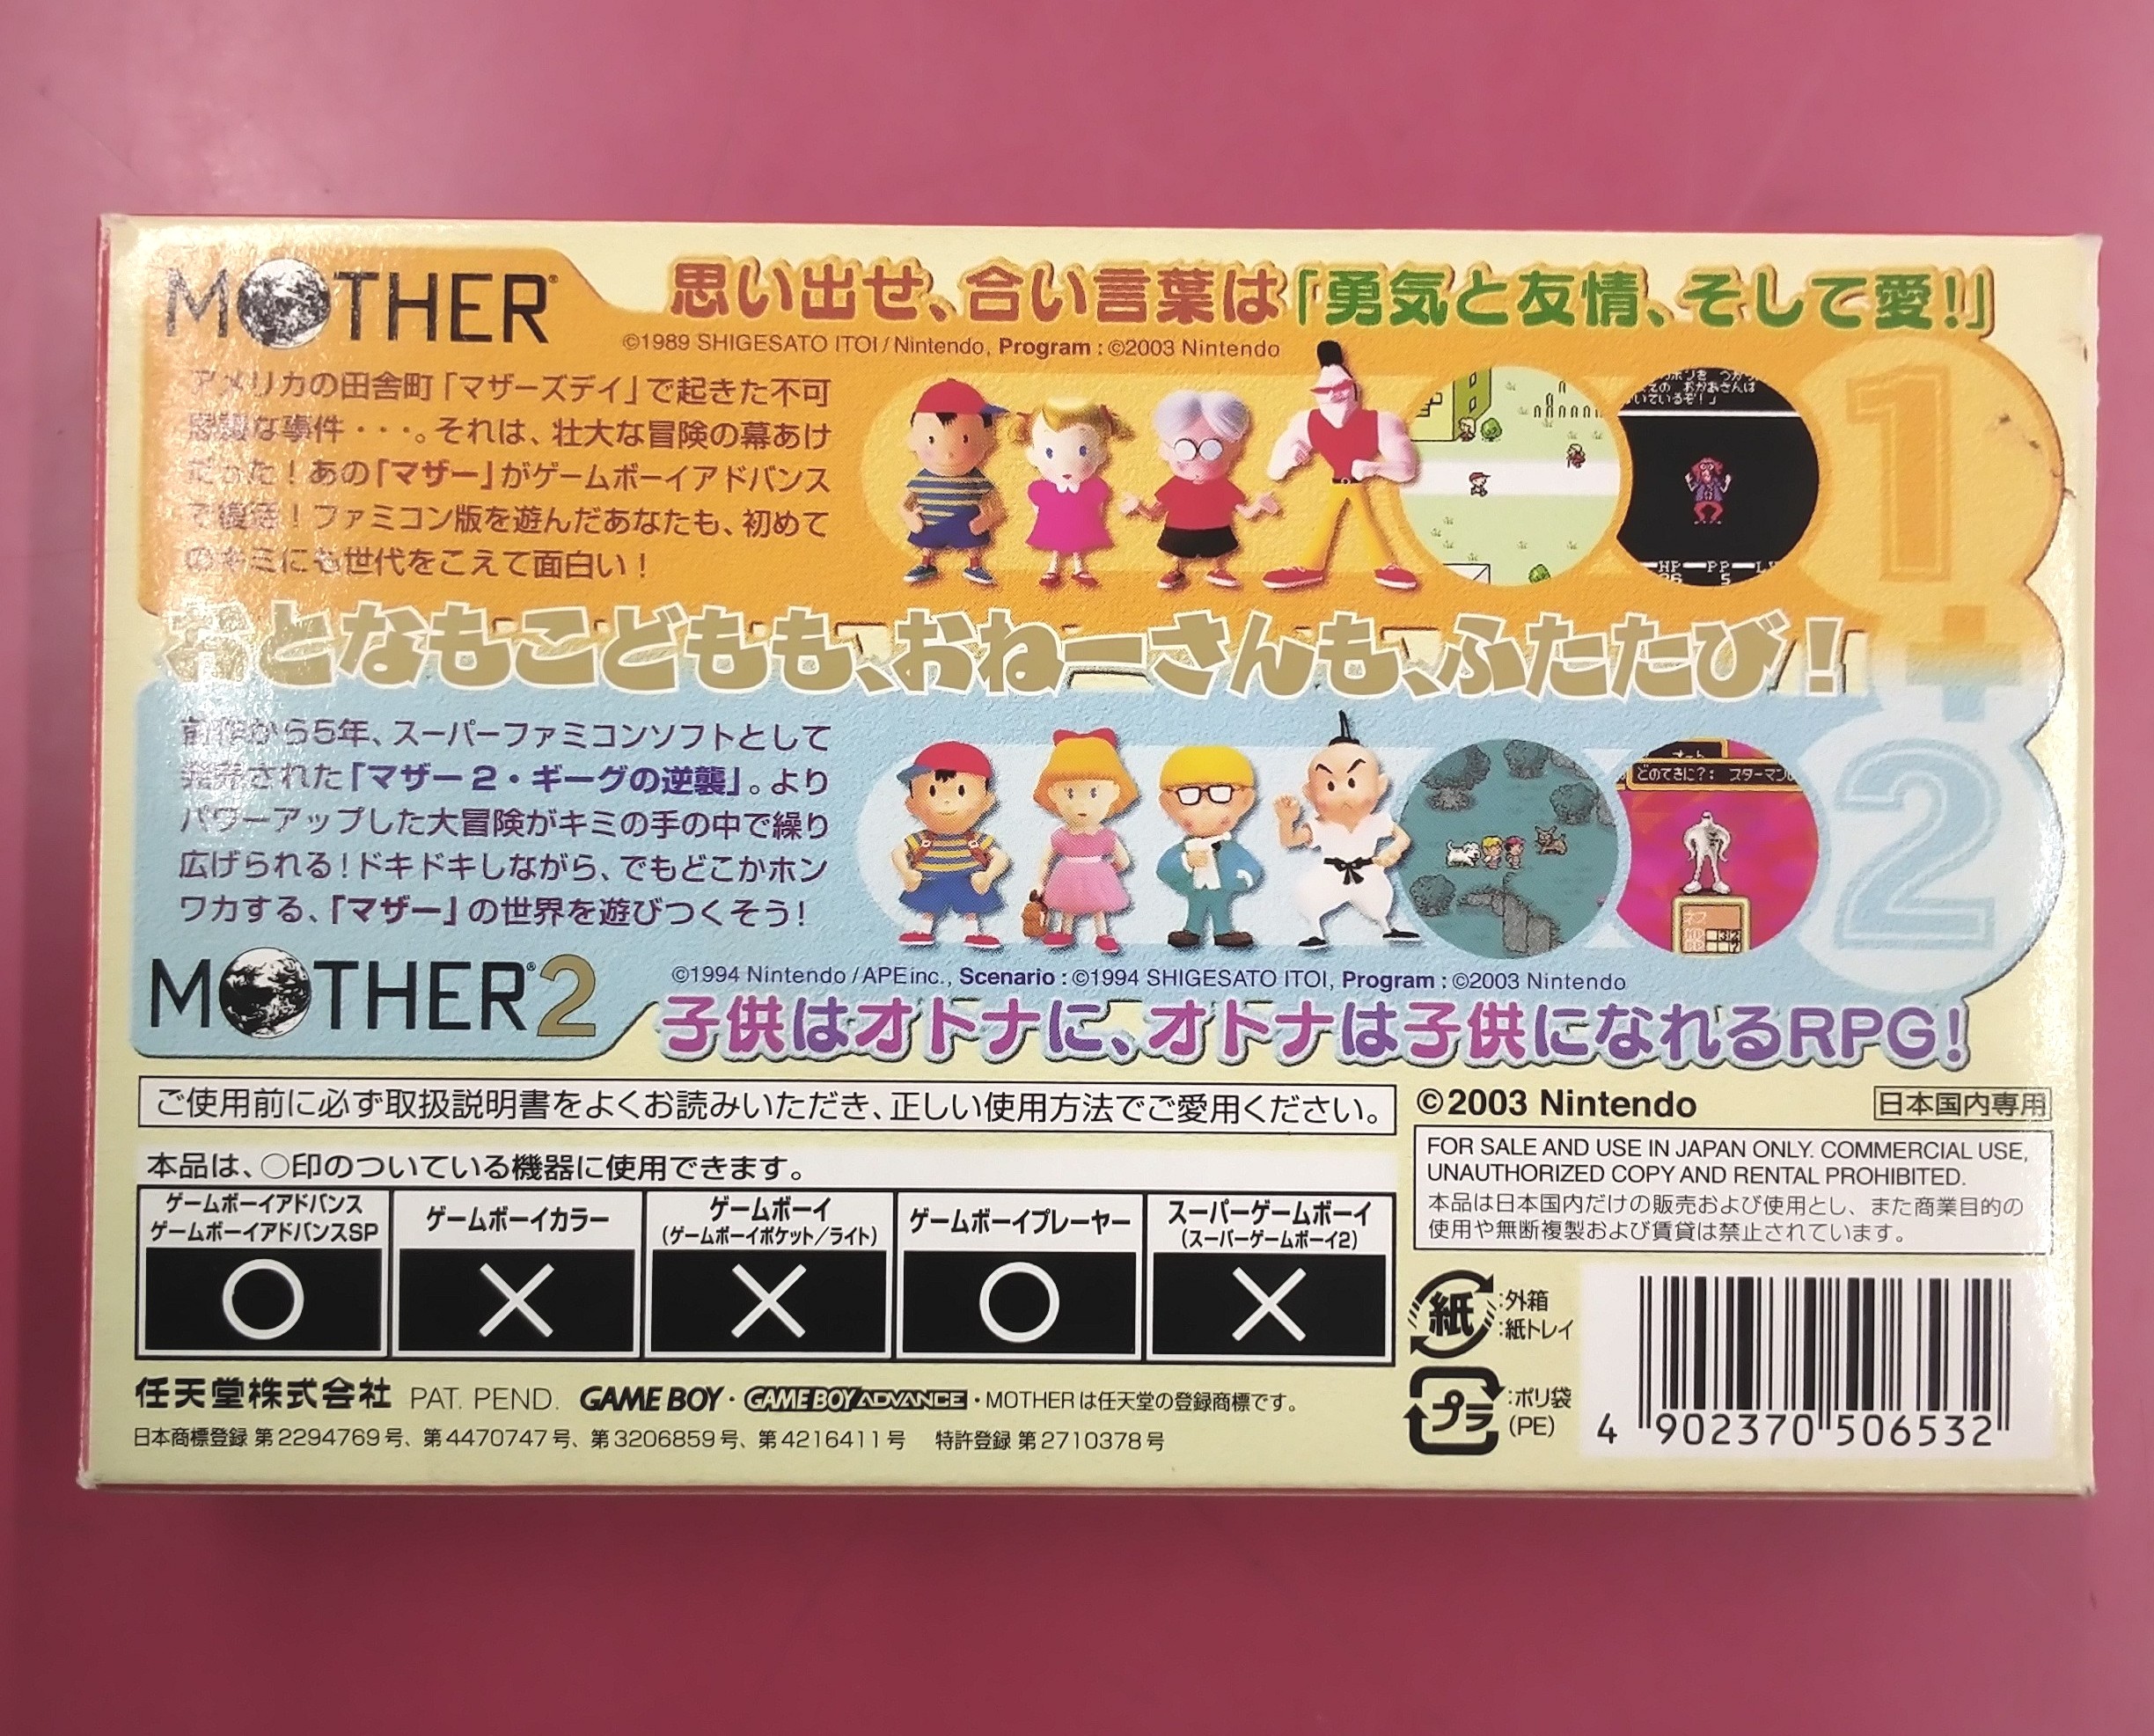 MOTHER®
思い出せ、合い言葉は「勇気と友情、そして愛!」
©1989 SHIGESATO ITOI / Nintendo, Program : ©2003 Nintendo
アメリカの田舎町「マザーズデイ」で起きた不可
思議な事件・・・。それは、壮大な冒険の幕あけ
だった!あの「マザー」がゲームボーイアドバンス
で復活!ファミコン版を遊んだあなたも、初めて
のキミにも世代をこえて面白い!
HP PP
1
おとなもこどもも、おねーさんも、ふたたび!
+
前作から5年、スーパーファミコンソフトとして
発売された「マザー2・ギーグの逆襲」。より
パワーアップした大冒険がキミの手の中で繰り
広げられる!ドキドキしながら、でもどこかホン
ワカする、「マザー」の世界を遊びつくそう!
どのてきに?: スターマン
ネス
2
MOTHER®2
©1994 Nintendo / APE inc., Scenario : ©1994 SHIGESATO ITOI, Program : ©2003 Nintendo
子供はオトナに、オトナは子供になれるRPG!
ご使用前に必ず取扱説明書をよくお読みいただき、正しい使用方法でご愛用ください。
©2003 Nintendo
日本国内専用
FOR SALE AND USE IN JAPAN ONLY. COMMERCIAL USE,
UNAUTHORIZED COPY AND RENTAL PROHIBITED.
本品は日本国内だけの販売および使用とし、また商業目的の
使用や無断複製および賃貸は禁止されています。
本品は、○印のついている機器に使用できます。
ゲームボーイアドバンス
ゲームボーイアドバンスSP
ゲームボーイカラー
ゲームボーイ
(ゲームボーイポケット/ライト)
ゲームボーイプレーヤー
スーパーゲームボーイ
(スーパーゲームボーイ2)
○ × × ○ ×
紙 :外箱
:紙トレイ
プラ :ポリ袋
(PE)
4 902370 506532
任天堂株式会社 PAT. PEND. GAME BOY・GAME BOY ADVANCE・MOTHERは任天堂の登録商標です。
日本商標登録 第2294769号、第4470747号、第3206859号、第4216411号 特許登録 第2710378号